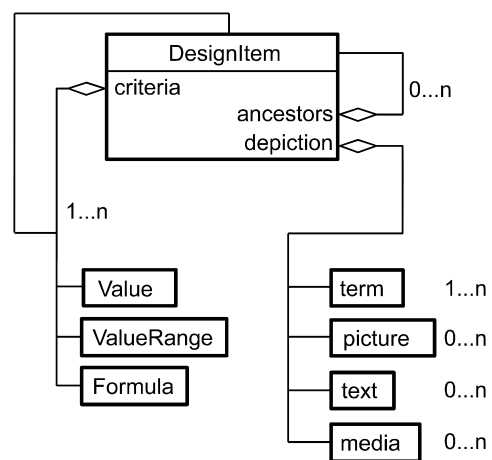 DesignItem
criteria
0...n
ancestors
depiction
1...n
Value
term 1...n
ValueRange
picture 0...n
Formula
text 0...n
media 0...n